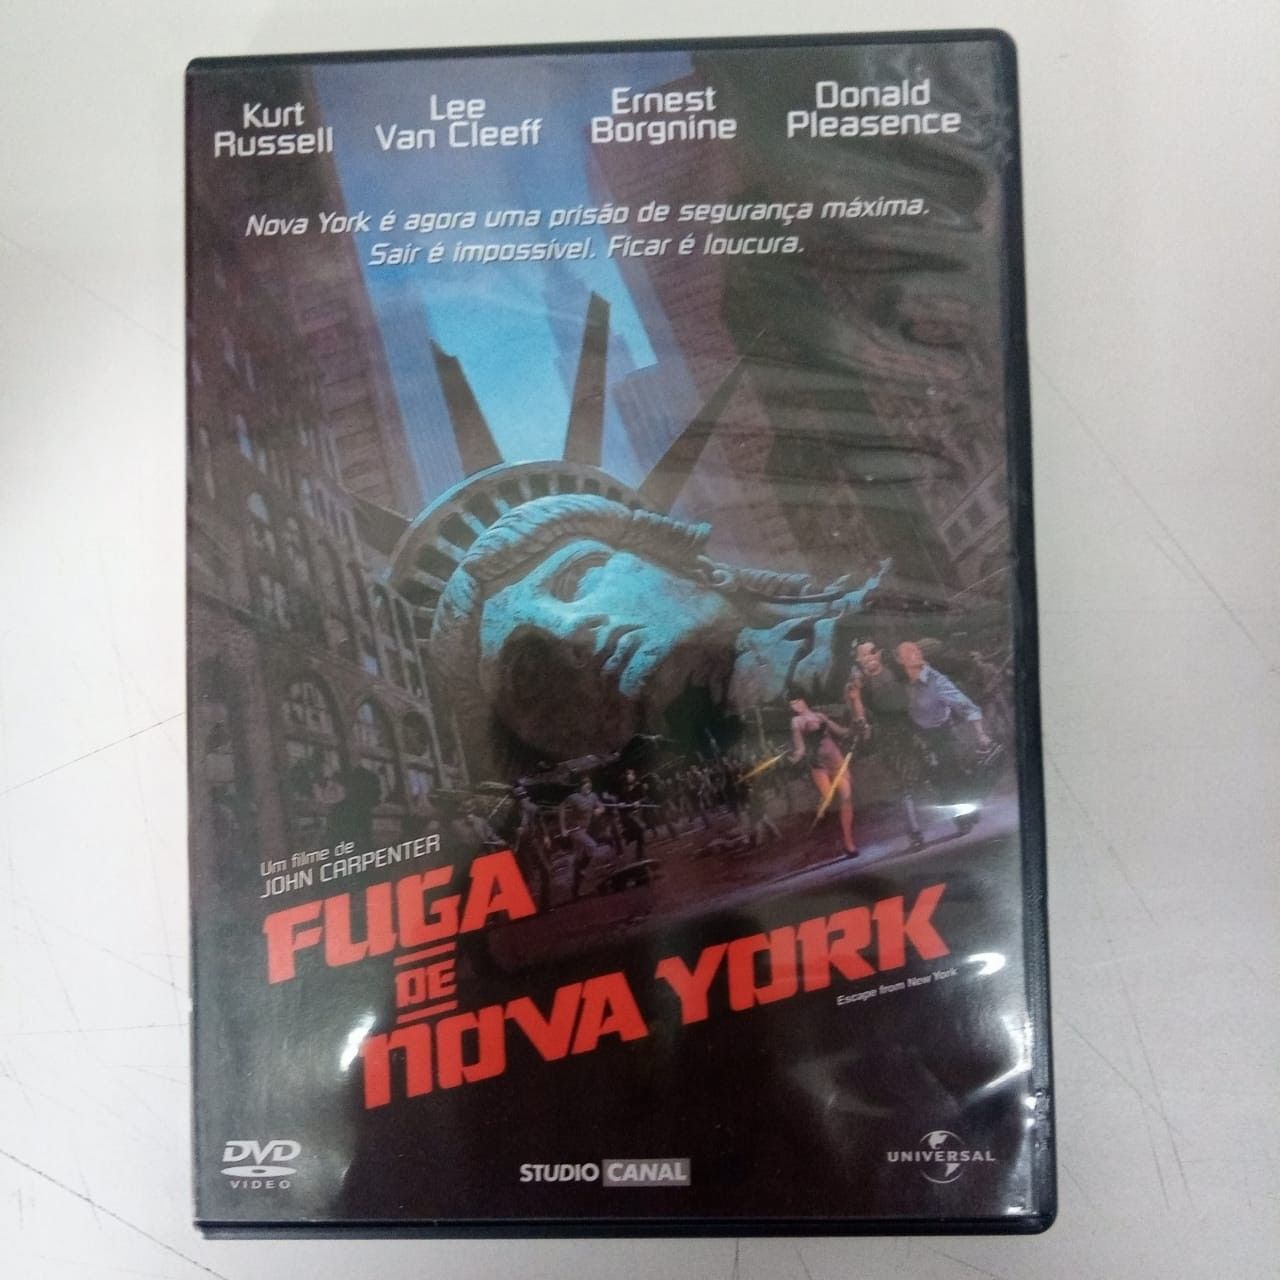 Kurt Russell
Lee Van Cleeff
Ernest Borgnine
Donald Pleasence
Nova York é agora uma prisão de segurança máxima.
Sair é impossível. Ficar é loucura.
Um filme de
JOHN CARPENTER
FUGA
DE
NOVA YORK
Escape from New York
DVD
VIDEO
STUDIO CANAL
UNIVERSAL